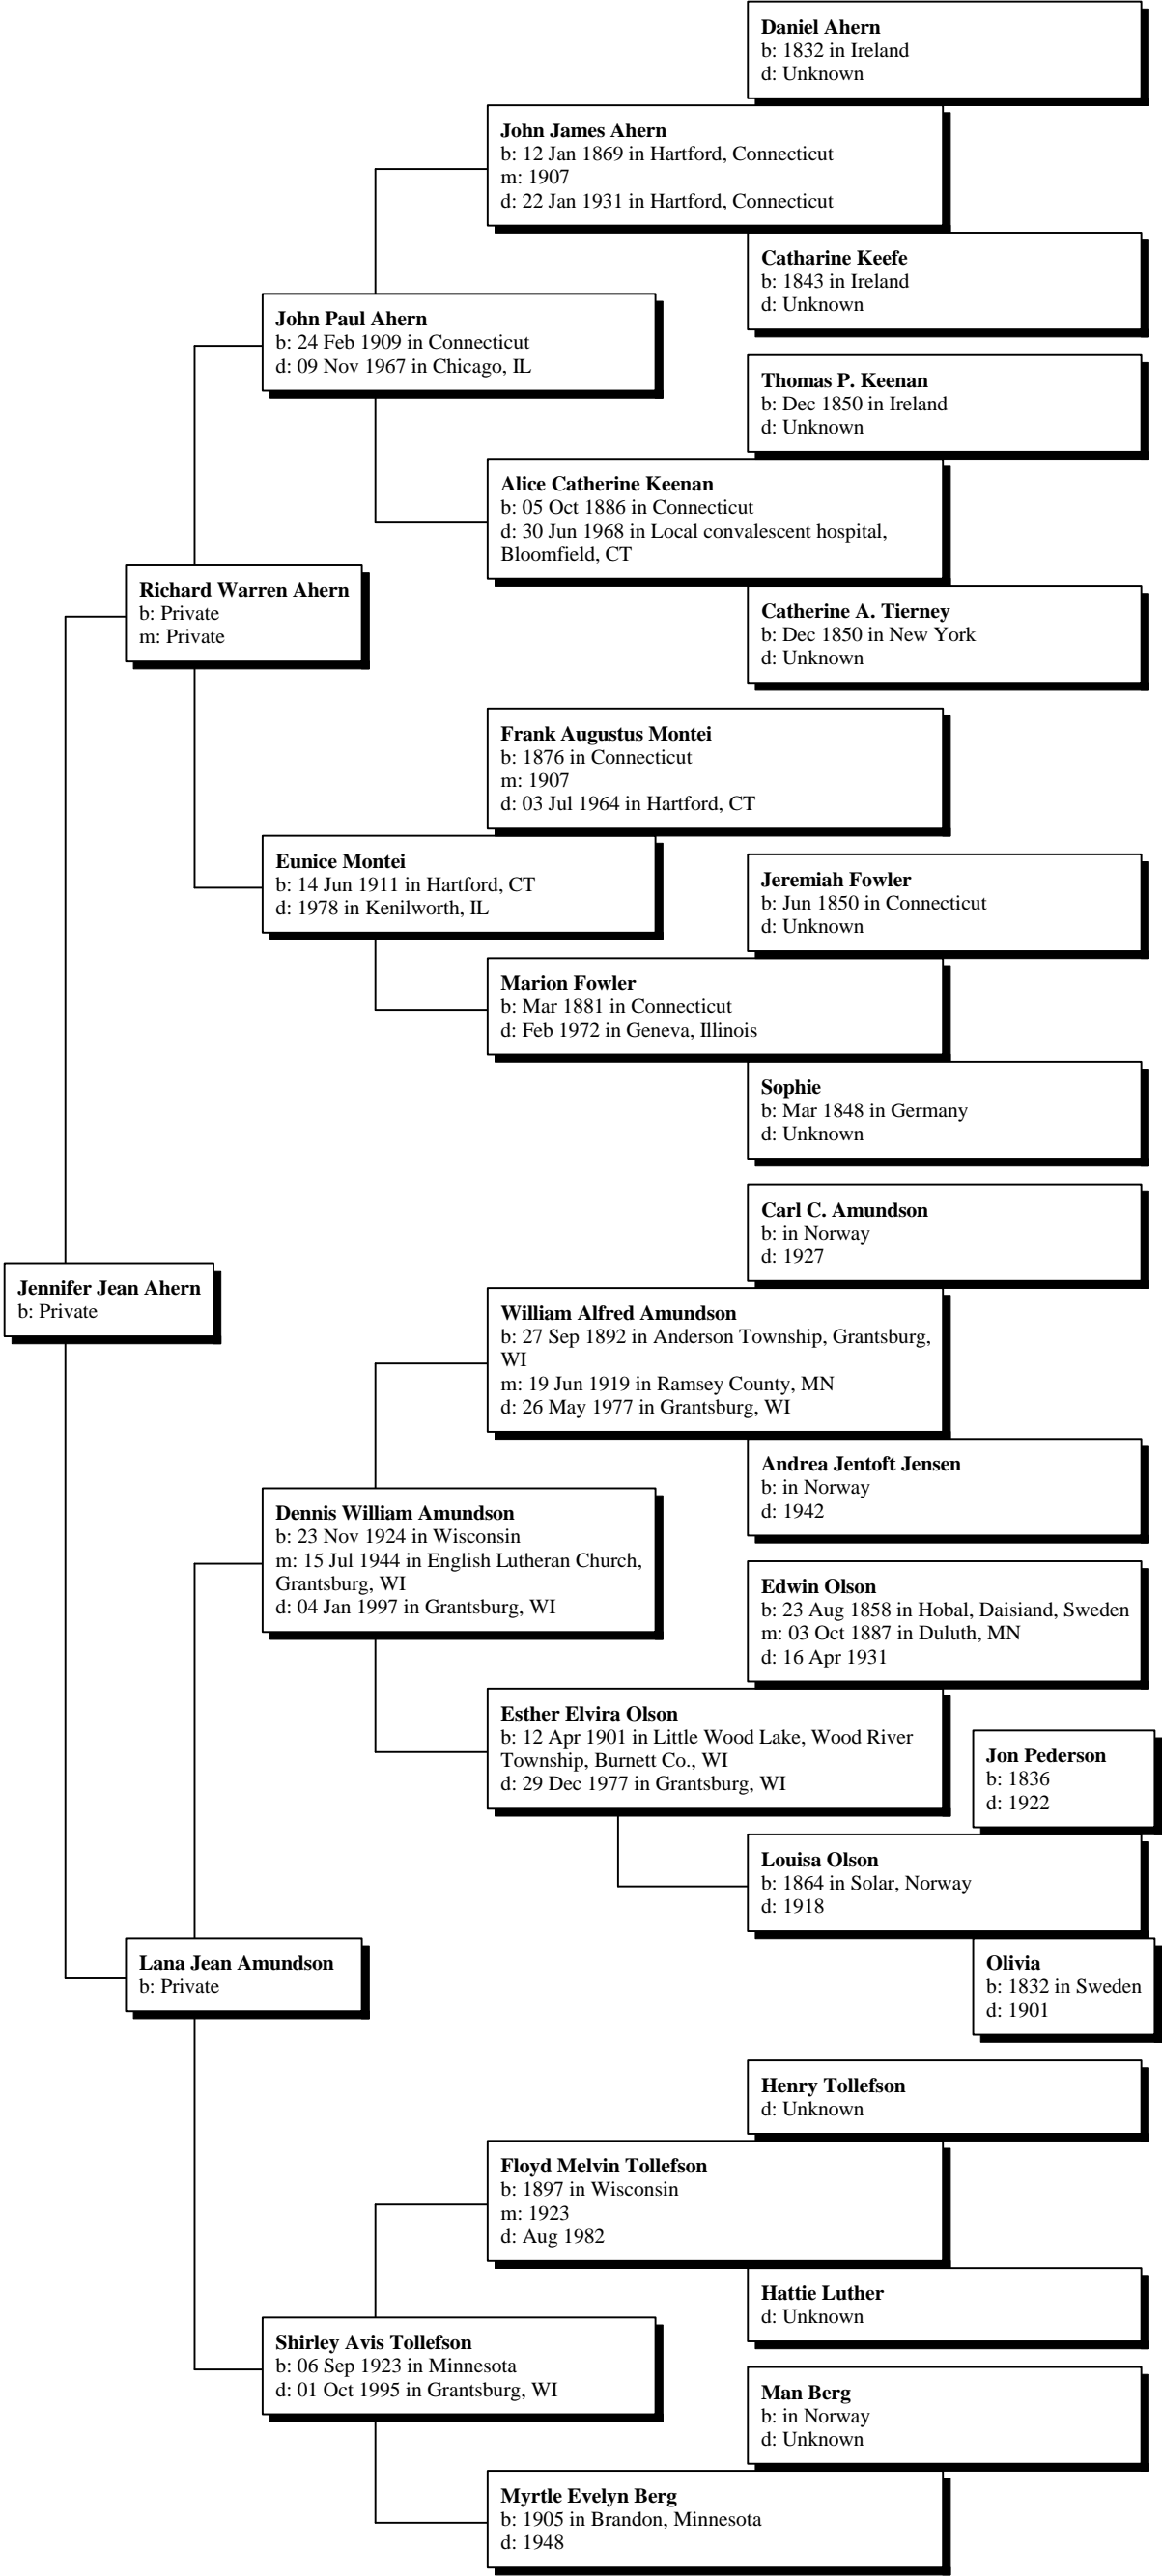 Daniel Ahern
b: 1832 in Ireland
d: Unknown
John James Ahern
b: 12 Jan 1869 in Hartford, Connecticut
m: 1907
d: 22 Jan 1931 in Hartford, Connecticut
Catharine Keefe
b: 1843 in Ireland
d: Unknown
John Paul Ahern
b: 24 Feb 1909 in Connecticut
d: 09 Nov 1967 in Chicago, IL
Thomas P. Keenan
b: Dec 1850 in Ireland
d: Unknown
Alice Catherine Keenan
b: 05 Oct 1886 in Connecticut
d: 30 Jun 1968 in Local convalescent hospital,
Bloomfield, CT
Richard Warren Ahern
b: Private
m: Private
Catherine A. Tierney
b: Dec 1850 in New York
d: Unknown
Frank Augustus Montei
b: 1876 in Connecticut
m: 1907
d: 03 Jul 1964 in Hartford, CT
Eunice Montei
b: 14 Jun 1911 in Hartford, CT
d: 1978 in Kenilworth, IL
Jeremiah Fowler
b: Jun 1850 in Connecticut
d: Unknown
Marion Fowler
b: Mar 1881 in Connecticut
d: Feb 1972 in Geneva, Illinois
Sophie
b: Mar 1848 in Germany
d: Unknown
Carl C. Amundson
b: in Norway
d: 1927
Jennifer Jean Ahern
b: Private
William Alfred Amundson
b: 27 Sep 1892 in Anderson Township, Grantsburg,
WI
m: 19 Jun 1919 in Ramsey County, MN
d: 26 May 1977 in Grantsburg, WI
Andrea Jentoft Jensen
b: in Norway
d: 1942
Dennis William Amundson
b: 23 Nov 1924 in Wisconsin
m: 15 Jul 1944 in English Lutheran Church,
Grantsburg, WI
d: 04 Jan 1997 in Grantsburg, WI
Edwin Olson
b: 23 Aug 1858 in Hobal, Daisiand, Sweden
m: 03 Oct 1887 in Duluth, MN
d: 16 Apr 1931
Esther Elvira Olson
b: 12 Apr 1901 in Little Wood Lake, Wood River
Township, Burnett Co., WI
d: 29 Dec 1977 in Grantsburg, WI
Jon Pederson
b: 1836
d: 1922
Louisa Olson
b: 1864 in Solar, Norway
d: 1918
Lana Jean Amundson
b: Private
Olivia
b: 1832 in Sweden
d: 1901
Henry Tollefson
d: Unknown
Floyd Melvin Tollefson
b: 1897 in Wisconsin
m: 1923
d: Aug 1982
Hattie Luther
d: Unknown
Shirley Avis Tollefson
b: 06 Sep 1923 in Minnesota
d: 01 Oct 1995 in Grantsburg, WI
Man Berg
b: in Norway
d: Unknown
Myrtle Evelyn Berg
b: 1905 in Brandon, Minnesota
d: 1948